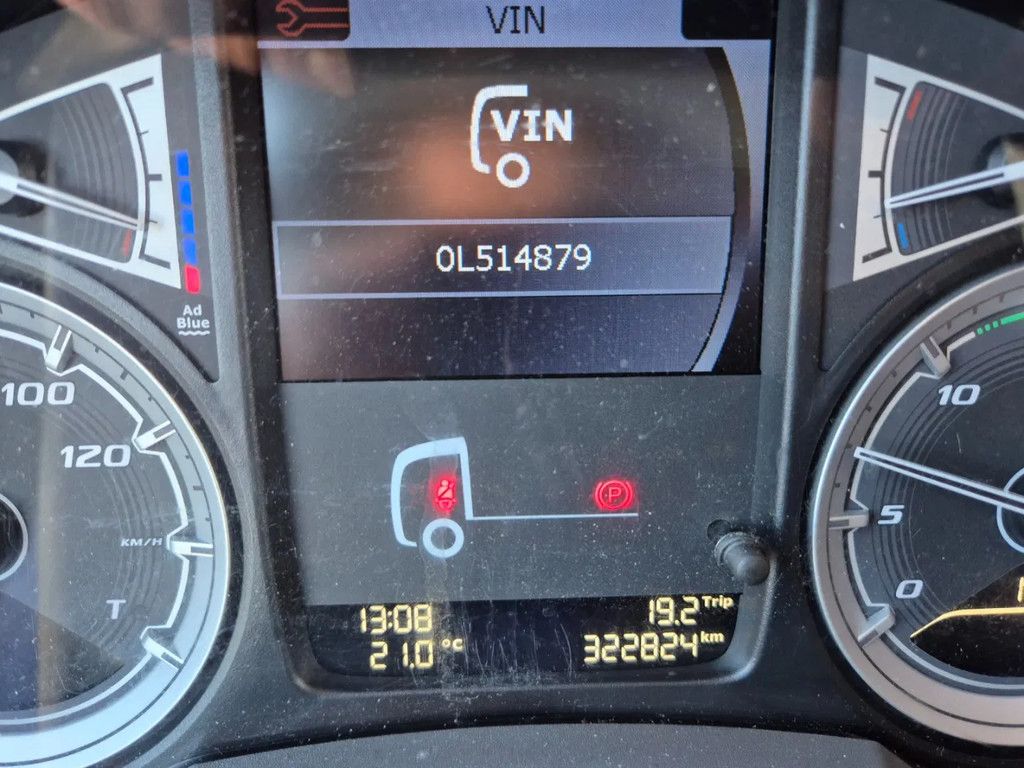 VIN
VIN
0L514879
Ad
Blue
100
120
KM/H
T
10
5
0
P
13:08
19.2 Trip
21.0 °C
322824 km